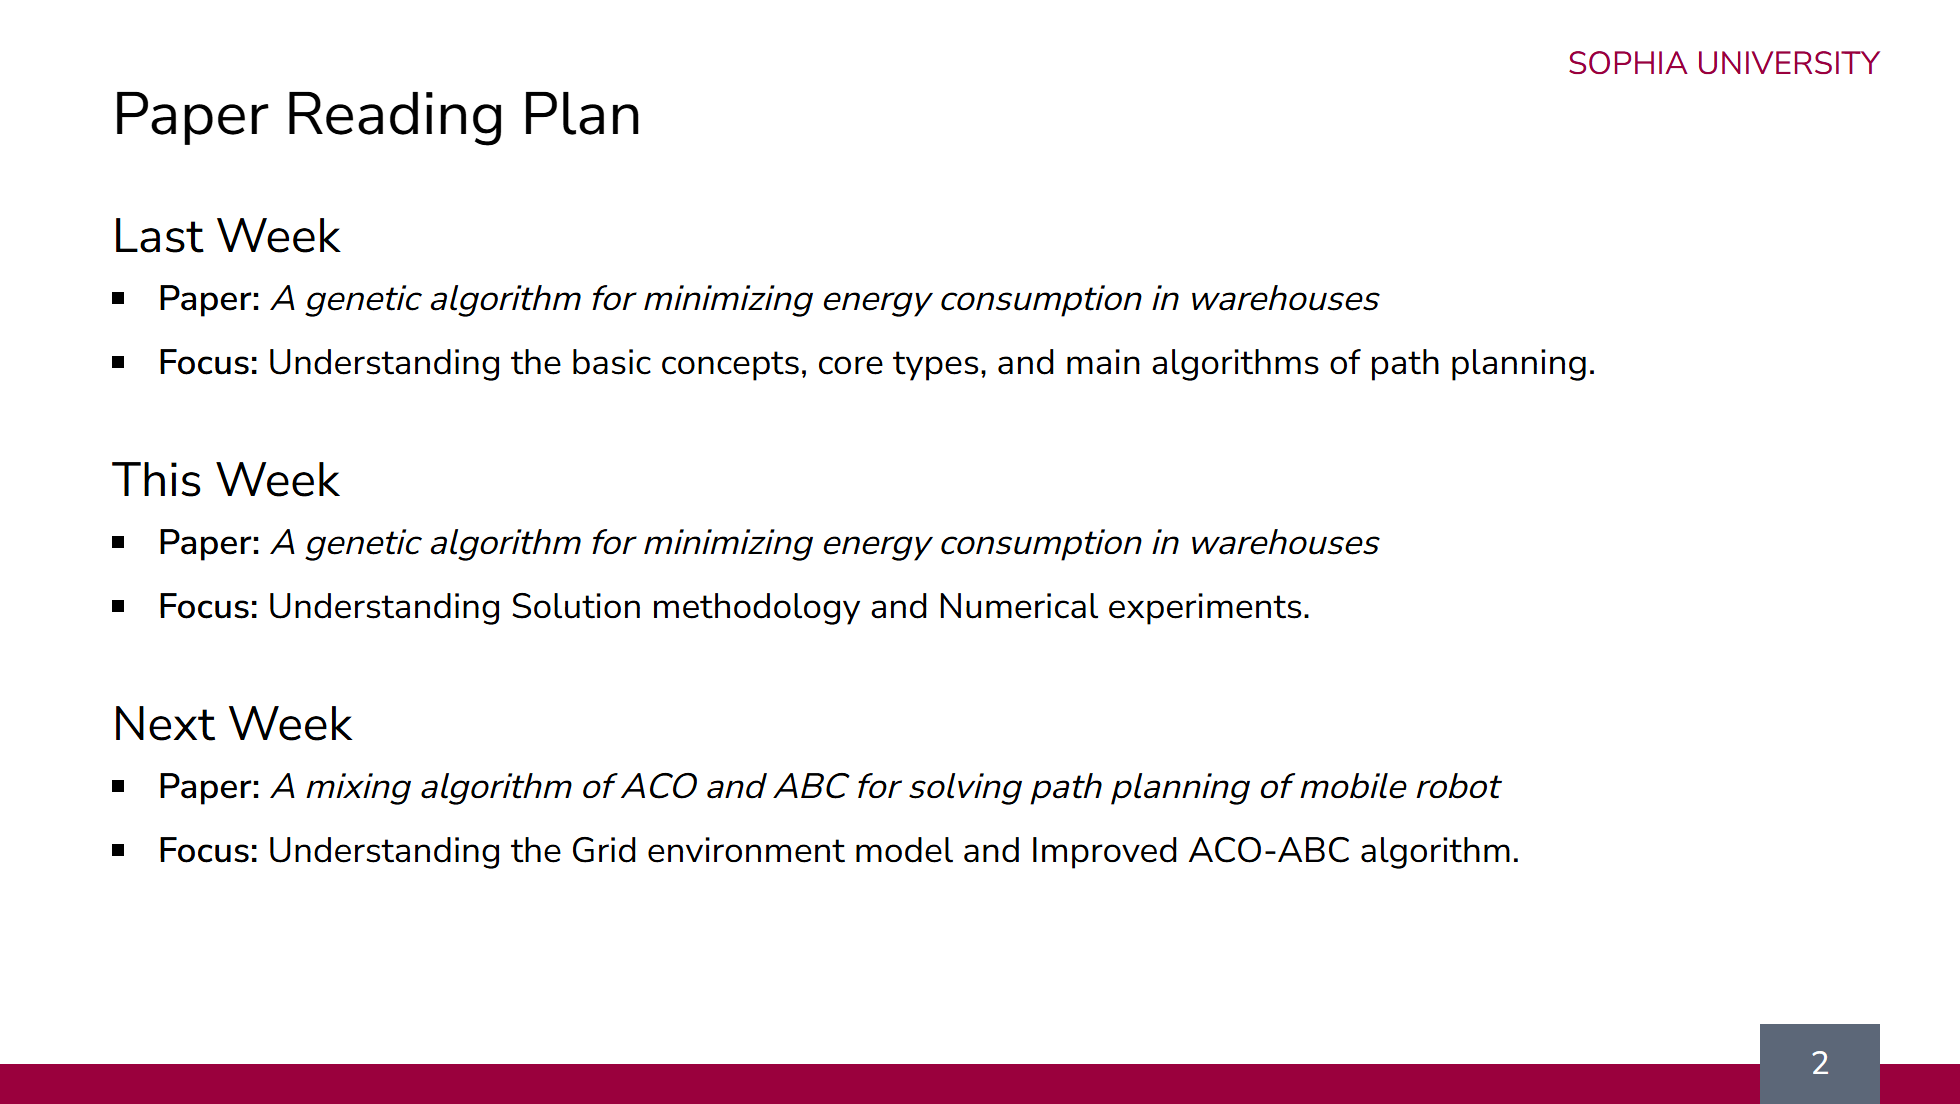 SOPHIA UNIVERSITY
Paper Reading Plan
Last Week
▪ Paper: A genetic algorithm for minimizing energy consumption in warehouses
▪ Focus: Understanding the basic concepts, core types, and main algorithms of path planning.
This Week
▪ Paper: A genetic algorithm for minimizing energy consumption in warehouses
▪ Focus: Understanding Solution methodology and Numerical experiments.
Next Week
▪ Paper: A mixing algorithm of ACO and ABC for solving path planning of mobile robot
▪ Focus: Understanding the Grid environment model and Improved ACO-ABC algorithm.
2